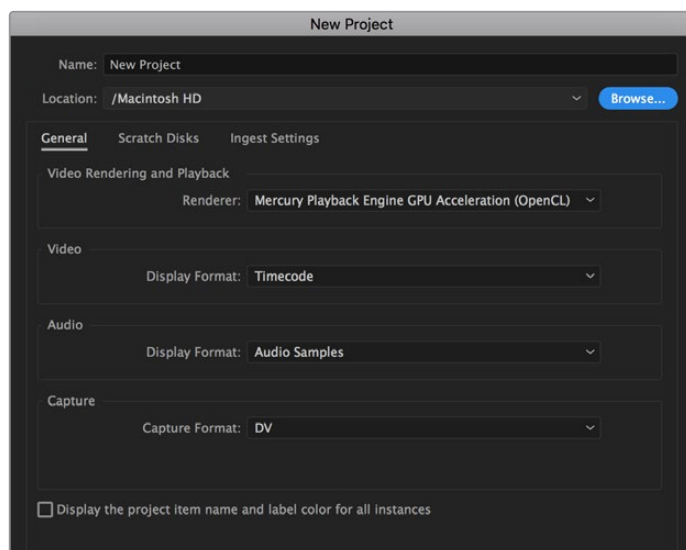 New Project
Name: New Project
Location: /Macintosh HD Browse...
General Scratch Disks Ingest Settings
Video Rendering and Playback
Renderer: Mercury Playback Engine GPU Acceleration (OpenCL)
Video
Display Format: Timecode
Audio
Display Format: Audio Samples
Capture
Capture Format: DV
Display the project item name and label color for all instances